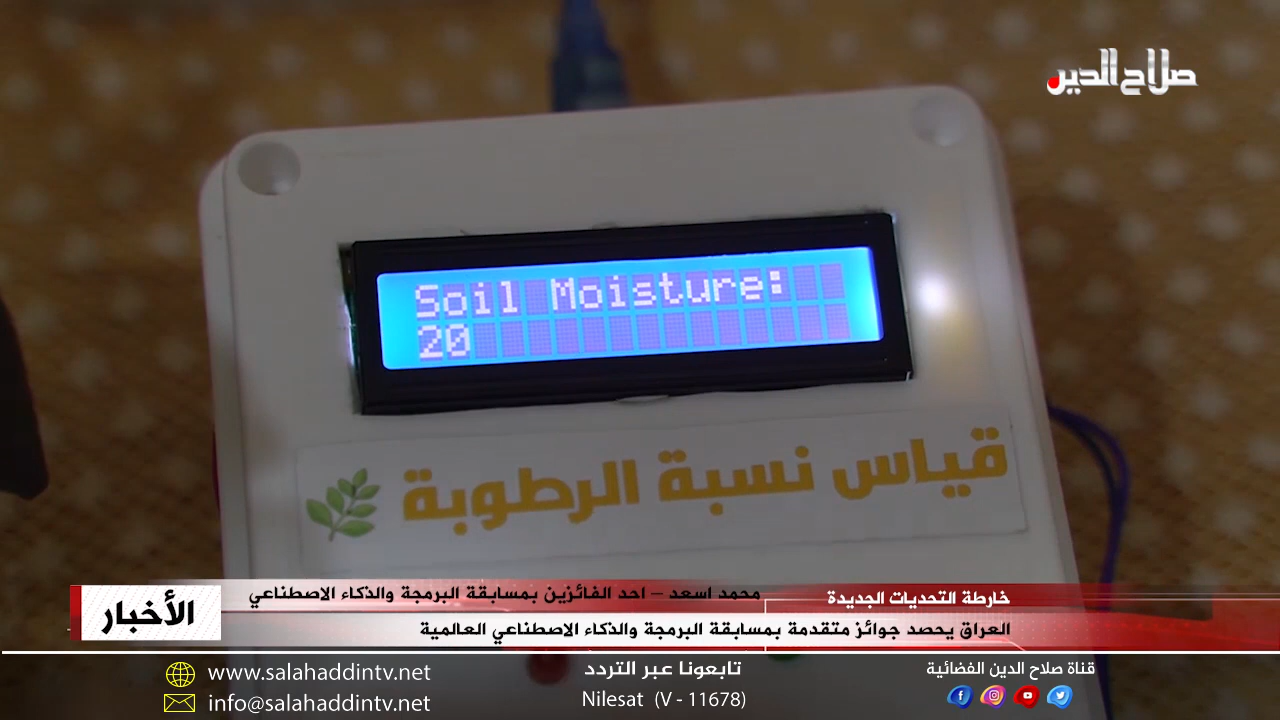 صلاح الدين
Soil Moisture:
20
قياس نسبة الرطوبة
خارطة التحديات الجديدة
محمد اسعد – احد الفائزين بمسابقة البرمجة والذكاء الاصطناعي
الأخبار
العراق يحصد جوائز متقدمة بمسابقة البرمجة والذكاء الاصطناعي العالمية
قناة صلاح الدين الفضائية
تابعونا عبر التردد
Nilesat (V - 11678)
www.salahaddintv.net
info@salahaddintv.net